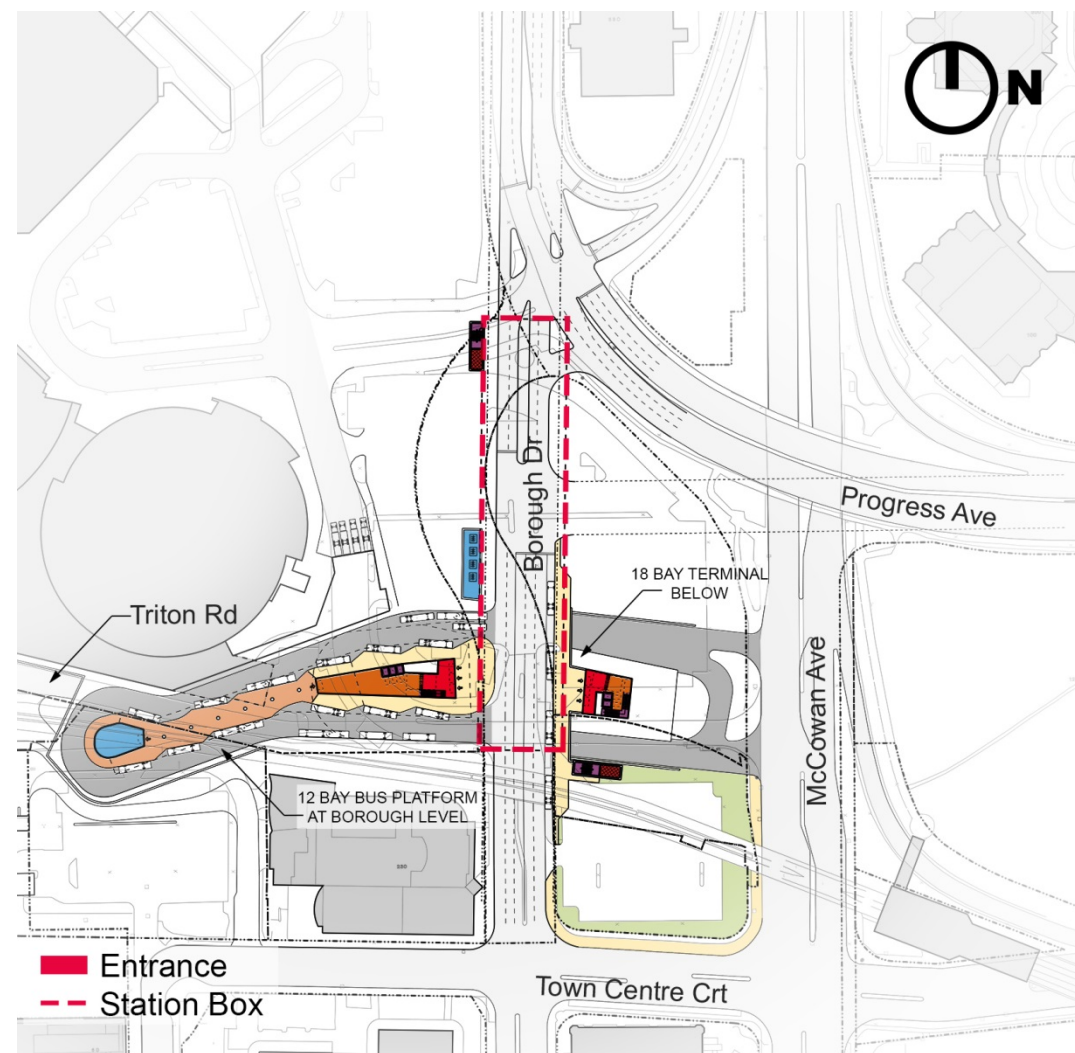 N
Borough Dr
Progress Ave
18 BAY TERMINAL
BELOW
Triton Rd
McCowan Ave
12 BAY BUS PLATFORM
AT BOROUGH LEVEL
Entrance
Station Box
Town Centre Crt